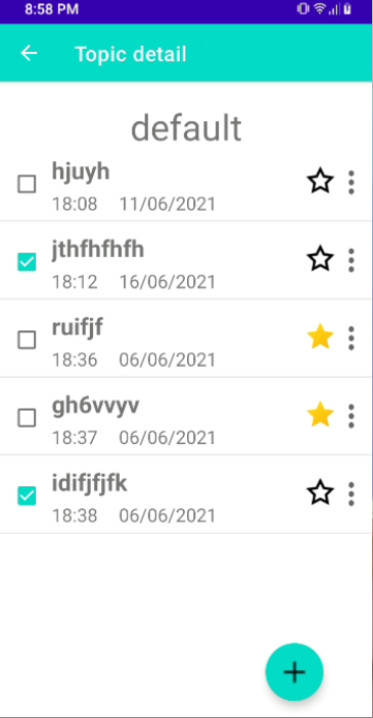 8:58 PM
Topic detail
default
hjuyh
18:08 11/06/2021
jthfhfhfh
18:12 16/06/2021
ruifjf
18:36 06/06/2021
gh6vvyv
18:37 06/06/2021
idifjfjfk
18:38 06/06/2021